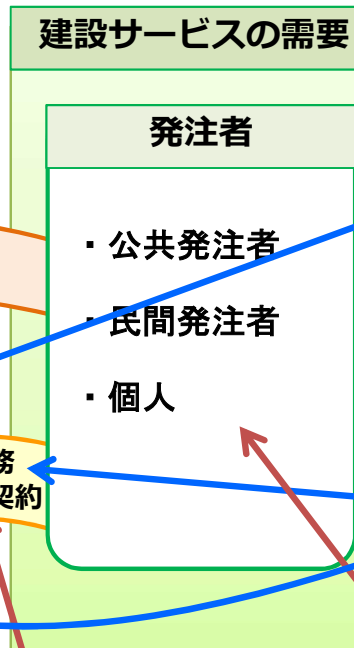 建設サービスの需要
発注者
・公共発注者
・民間発注者
・個人
務
契約